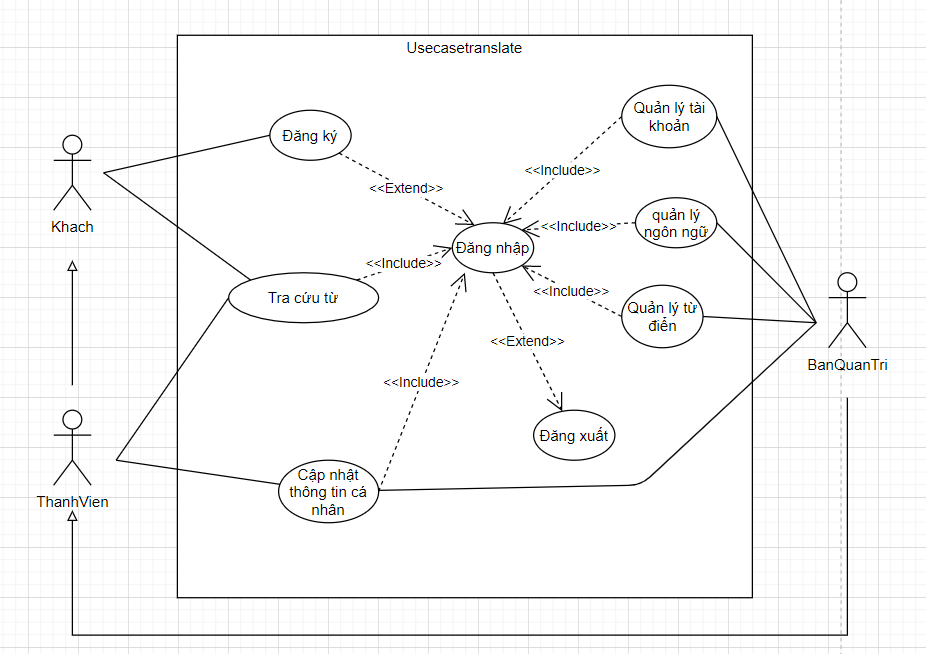 Usecasetranslate
Quản lý tài
khoản
Đăng ký
<<Include>>
<<Extend>>
Khach
quản lý
ngôn ngữ
<<Include>>
Đăng nhập
<<Include>>
Tra cứu từ
<<Include>>
Quản lý từ
điển
<<Extend>>
BanQuanTri
<<Include>>
Đăng xuất
ThanhVien
Cập nhật
thông tin cá
nhân